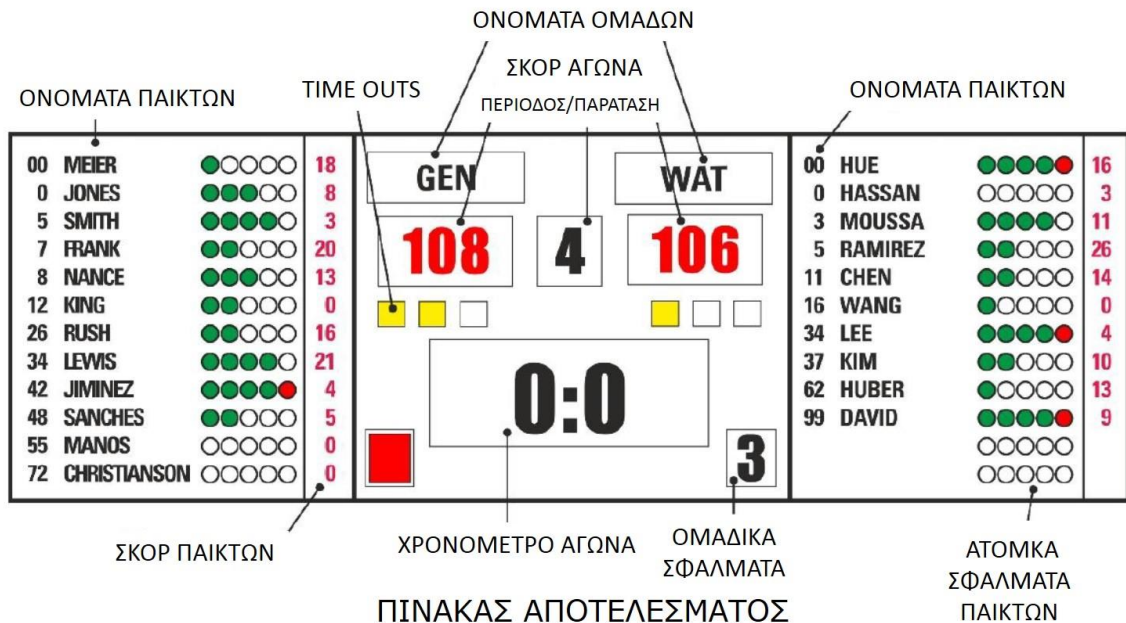 ΟΝΟΜΑΤΑ ΟΜΑΔΩΝ
ΣΚΟΡ ΑΓΩΝΑ
ΟΝΟΜΑΤΑ ΠΑΙΚΤΩΝ
TIME OUTS
ΠΕΡΙΟΔΟΣ/ΠΑΡΑΤΑΣΗ
ΟΝΟΜΑΤΑ ΠΑΙΚΤΩΝ
00 MEIER 18
0 JONES 8
5 SMITH 3
7 FRANK 20
8 NANCE 13
12 KING 0
26 RUSH 16
34 LEWIS 21
42 JIMINEZ 4
48 SANCHES 5
55 MANOS 0
72 CHRISTIANSON 0
GEN WAT
108 4 106
0:0
3
00 HUE 16
0 HASSAN 3
3 MOUSSA 11
5 RAMIREZ 26
11 CHEN 14
16 WANG 0
34 LEE 4
37 KIM 10
62 HUBER 13
99 DAVID 9
ΣΚΟΡ ΠΑΙΚΤΩΝ
ΧΡΟΝΟΜΕΤΡΟ ΑΓΩΝΑ
ΟΜΑΔΙΚΑ
ΣΦΑΛΜΑΤΑ
ΑΤΟΜΚΑ
ΣΦΑΛΜΑΤΑ
ΠΑΙΚΤΩΝ
ΠΙΝΑΚΑΣ ΑΠΟΤΕΛΕΣΜΑΤΟΣ